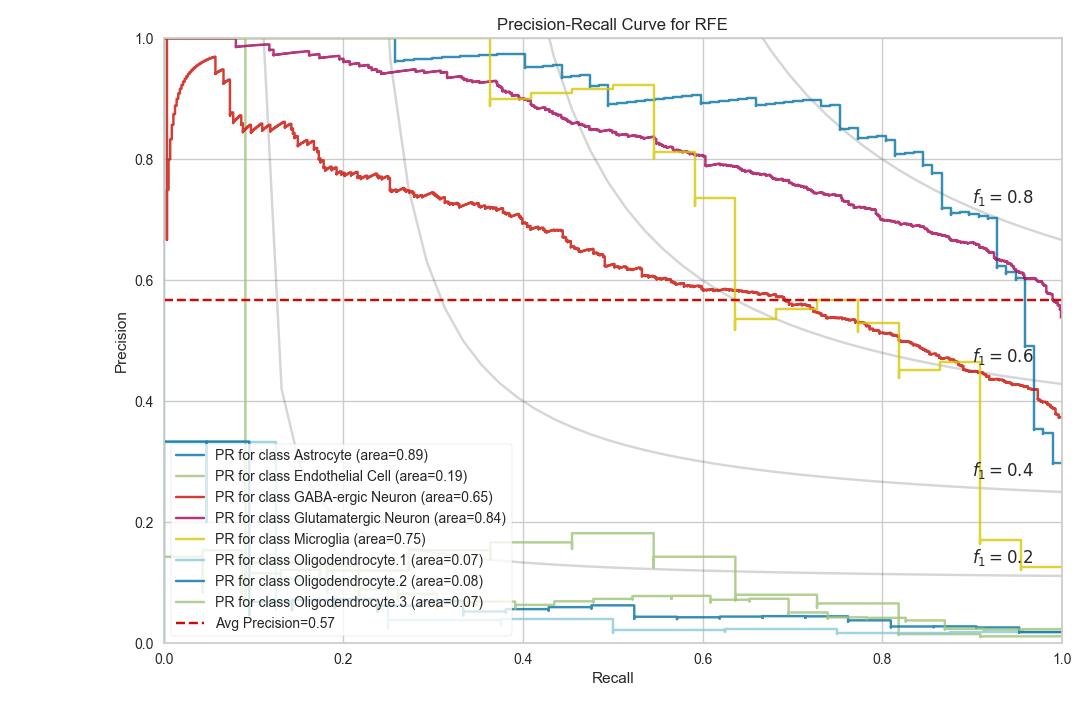 Precision-Recall Curve for RFE
1.0
0.8
0.6
0.4
0.2
0.0
Precision
f1 = 0.8
f1 = 0.6
f1 = 0.4
f1 = 0.2
PR for class Astrocyte (area=0.89)
PR for class Endothelial Cell (area=0.19)
PR for class GABA-ergic Neuron (area=0.65)
PR for class Glutamatergic Neuron (area=0.84)
PR for class Microglia (area=0.75)
PR for class Oligodendrocyte.1 (area=0.07)
PR for class Oligodendrocyte.2 (area=0.08)
PR for class Oligodendrocyte.3 (area=0.07)
Avg Precision=0.57
0.0 0.2 0.4 0.6 0.8 1.0
Recall